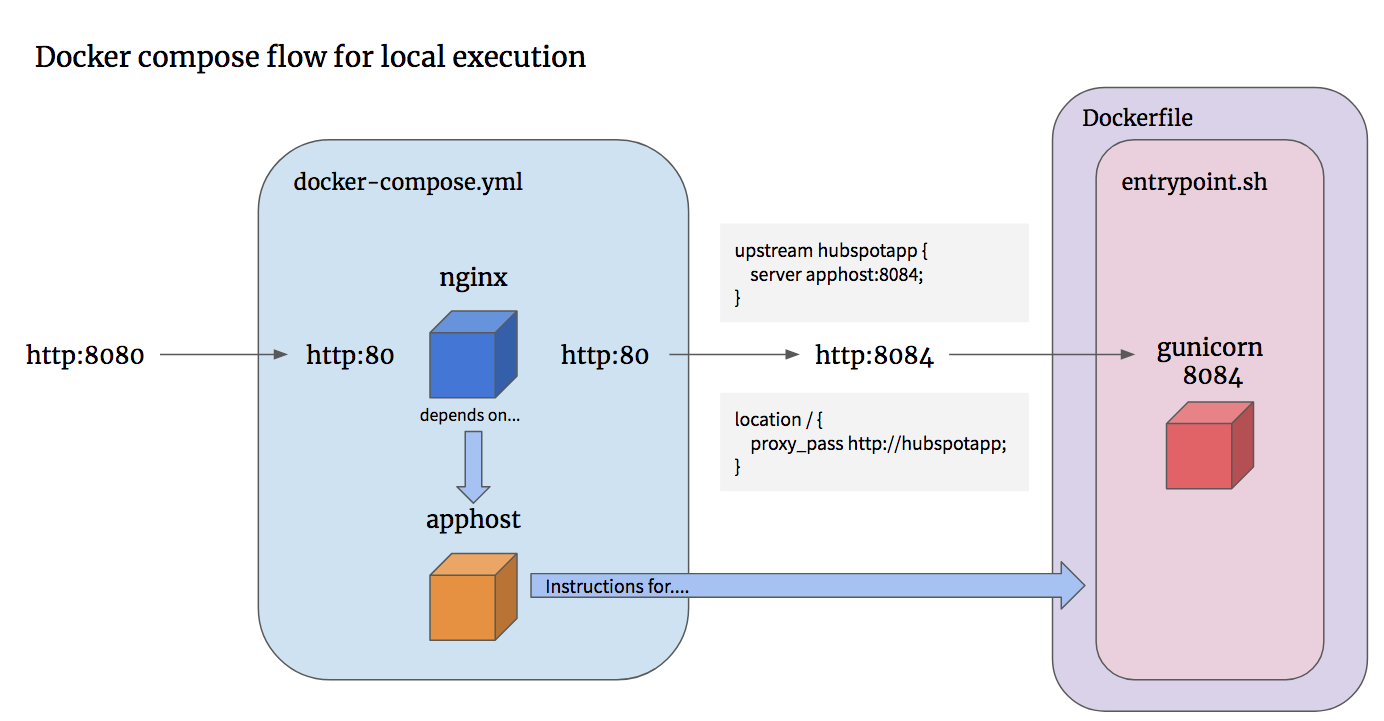 Docker compose flow for local execution
Dockerfile
docker-compose.yml
entrypoint.sh
upstream hubspotapp {
server apphost:8084;
}
nginx
http:8080
http:80
http:80
http:8084
gunicorn
8084
depends on...
location / {
proxy_pass http://hubspotapp;
}
apphost
Instructions for....